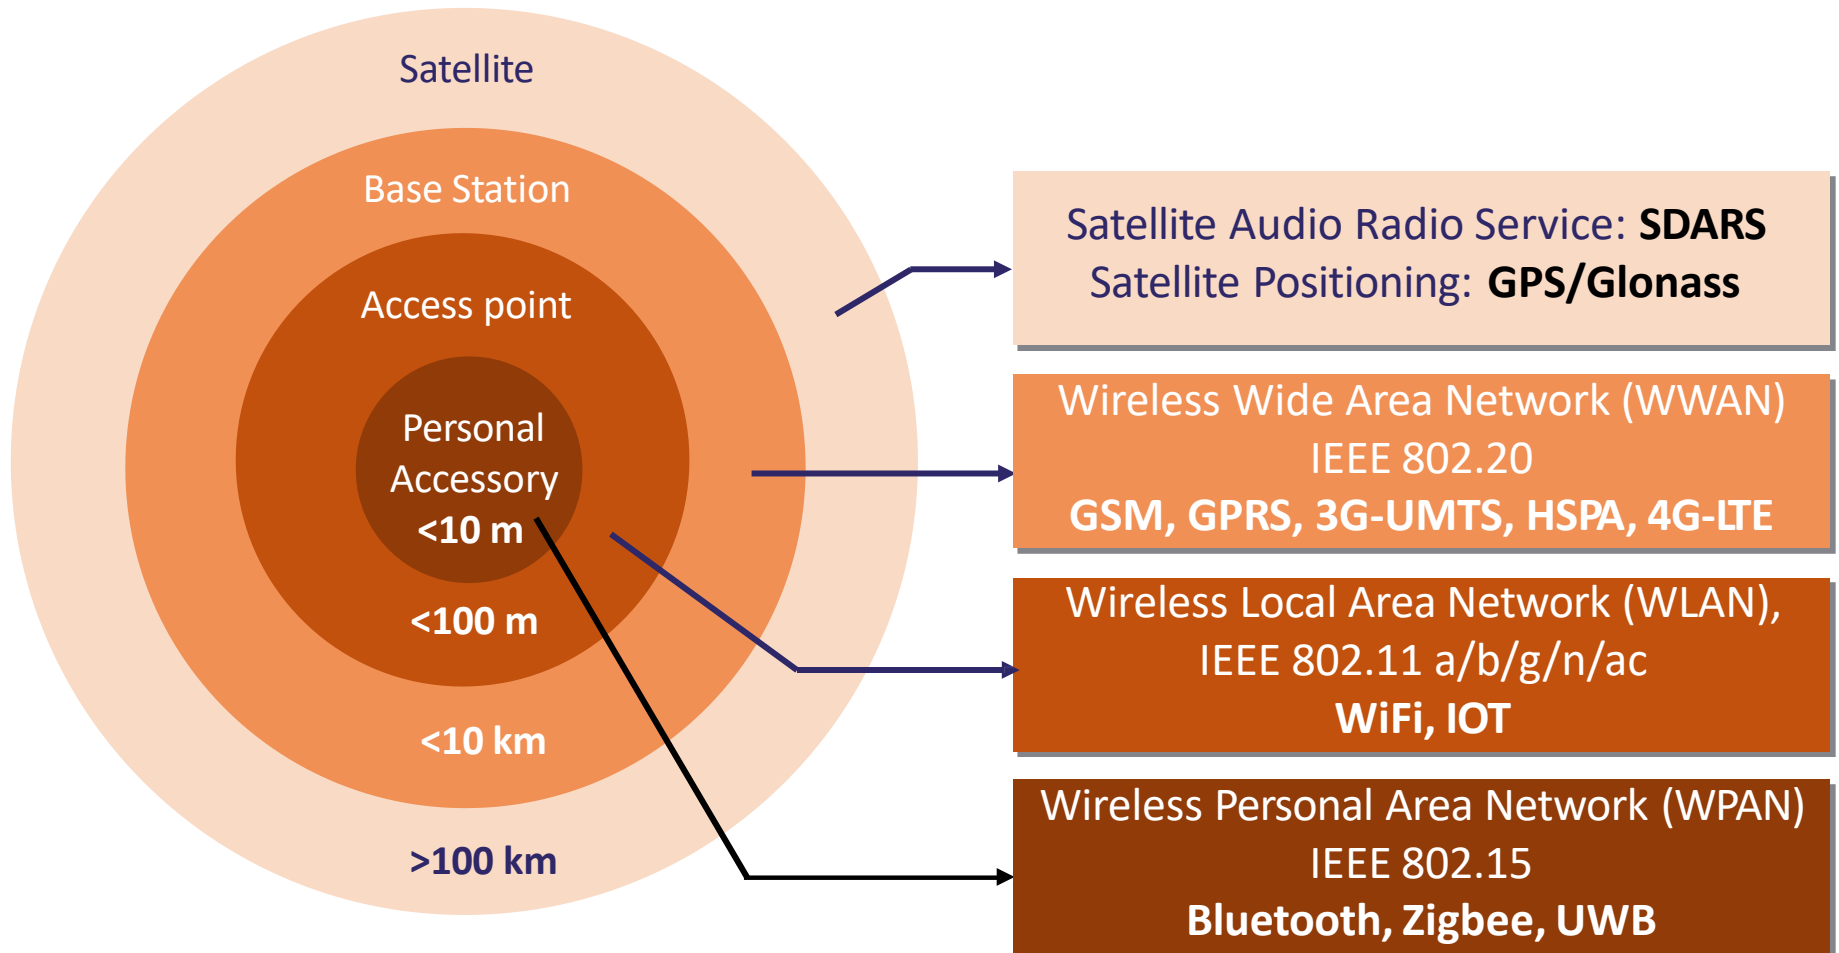 Satellite
Base Station
Access point
Personal
Accessory
<10 m
<100 m
<10 km
>100 km
Satellite Audio Radio Service: SDARS
Satellite Positioning: GPS/Glonass
Wireless Wide Area Network (WWAN)
IEEE 802.20
GSM, GPRS, 3G-UMTS, HSPA, 4G-LTE
Wireless Local Area Network (WLAN),
IEEE 802.11 a/b/g/n/ac
WiFi, IOT
Wireless Personal Area Network (WPAN)
IEEE 802.15
Bluetooth, Zigbee, UWB